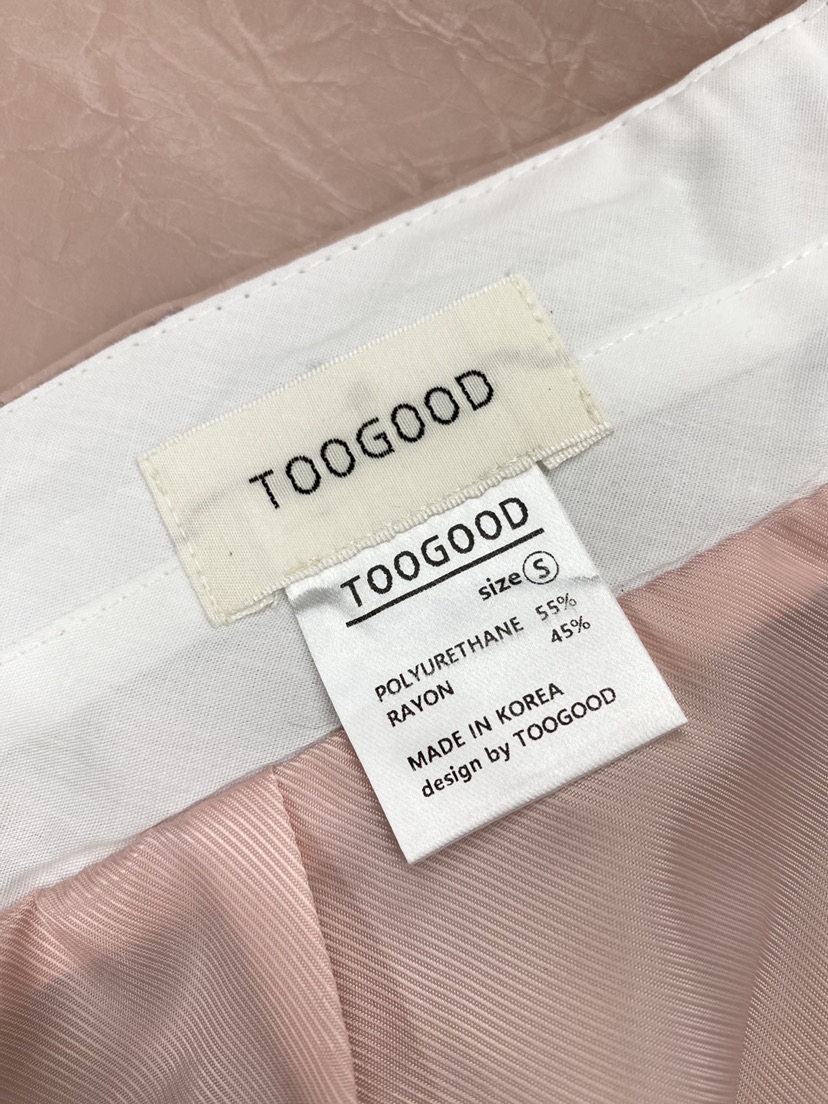 TOOGOOD
TOOGOOD
size S
POLYURETHANE 55%
RAYON 45%
MADE IN KOREA
design by TOOGOOD